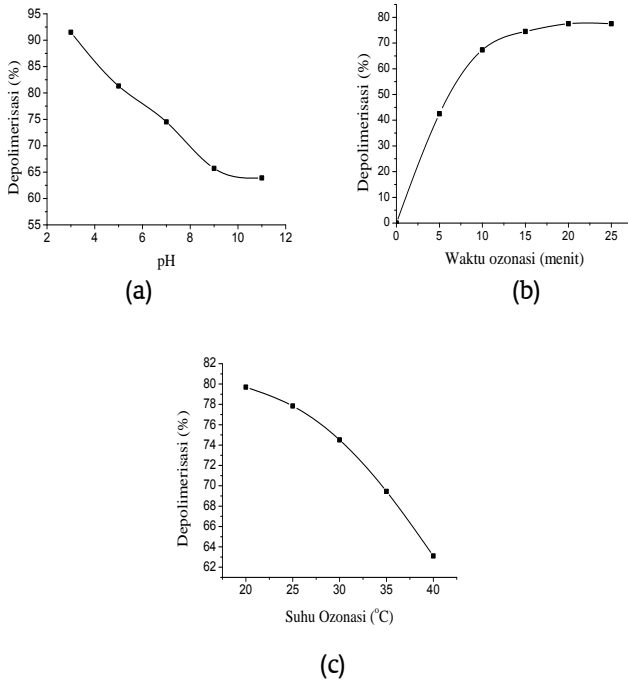 95
90
85
80
75
70
65
60
55
Depolimerisasi (%)
2 4 6 8 10 12
pH
(a)
80
70
60
50
40
30
20
10
0
Depolimerisasi (%)
0 5 10 15 20 25
Waktu ozonasi (menit)
(b)
82
80
78
76
74
72
70
68
66
64
62
Depolimerisasi (%)
20 25 30 35 40
Suhu Ozonasi (°C)
(c)